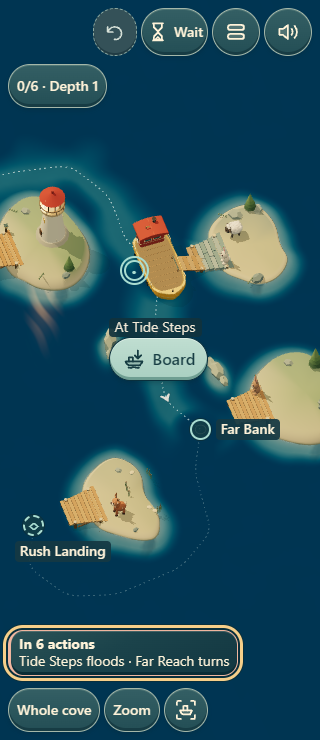 Wait
0/6 · Depth 1
At Tide Steps
Board
Far Bank
Rush Landing
In 6 actions
Tide Steps floods · Far Reach turns
Whole cove
Zoom